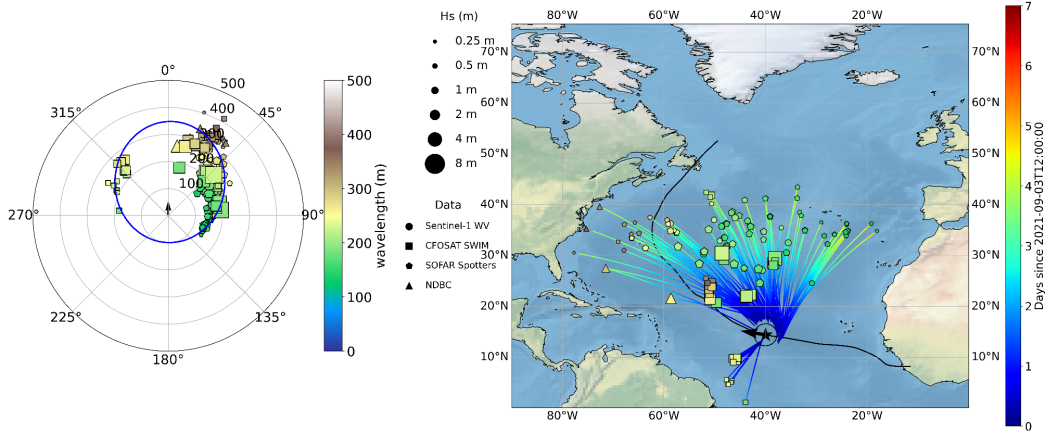 0°
45°
90°
135°
180°
225°
270°
315°
100
200
300
400
500
500
400
300
200
100
0
wavelength (m)
Hs (m)
0.25 m
0.5 m
1 m
2 m
4 m
8 m
Data
Sentinel-1 WV
CFOSAT SWIM
SOFAR Spotters
NDBC
80°W 60°W 40°W 20°W
70°N 70°N
60°N 60°N
50°N 50°N
40°N 40°N
30°N 30°N
20°N 20°N
10°N 10°N
80°W 60°W 40°W 20°W
7
6
5
4
3
2
1
0
Days since 2021-09-03T12:00:00